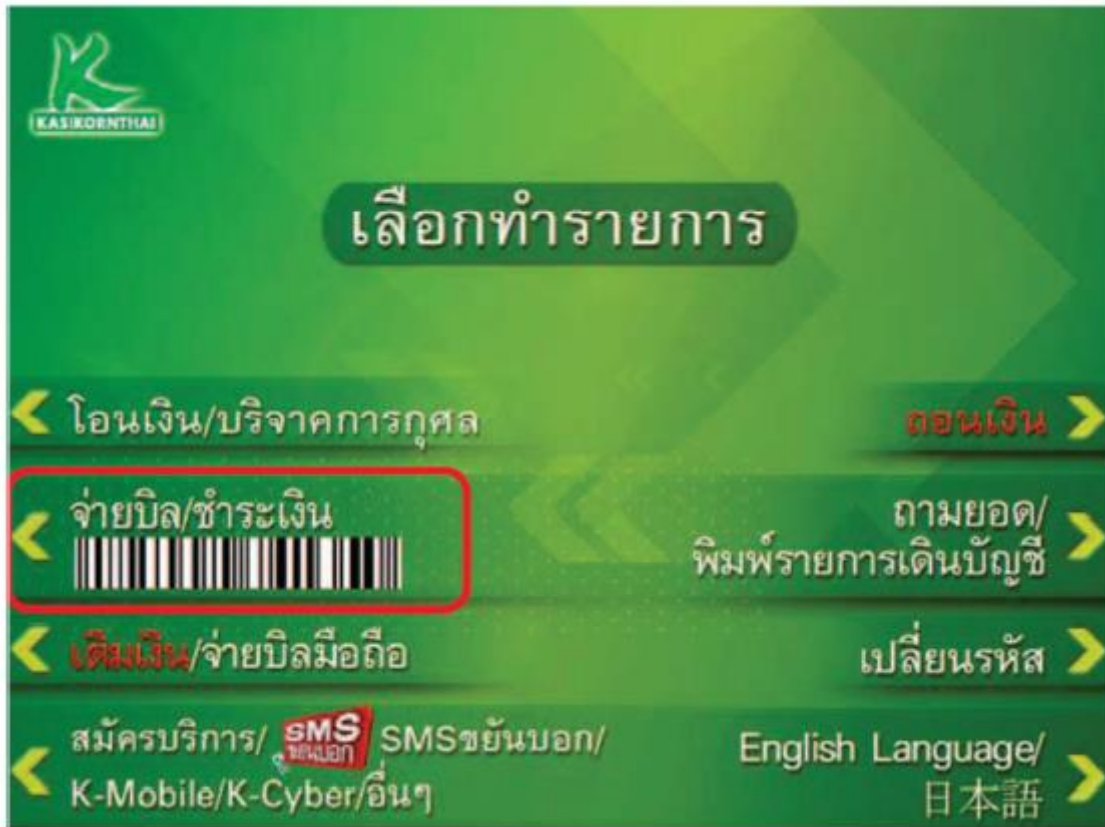 KASIKORNTHAI
เลือกทำรายการ
โอนเงิน/บริจาคการกุศล
ถอนเงิน
จ่ายบิล/ชำระเงิน
ถามยอด/
พิมพ์รายการเดินบัญชี
เติมเงิน/จ่ายบิลมือถือ
เปลี่ยนรหัส
สมัครบริการ/ SMS ขยันบอก SMSขยันบอก/
K-Mobile/K-Cyber/อื่นๆ
English Language/
日本語